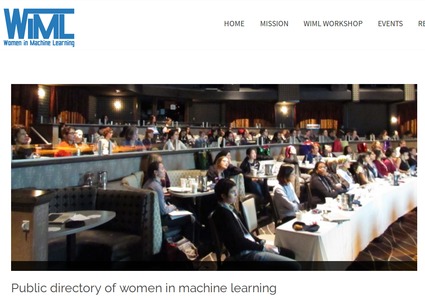 WiML
Women in Machine Learning
HOME MISSION WIML WORKSHOP EVENTS RE
Public directory of women in machine learning